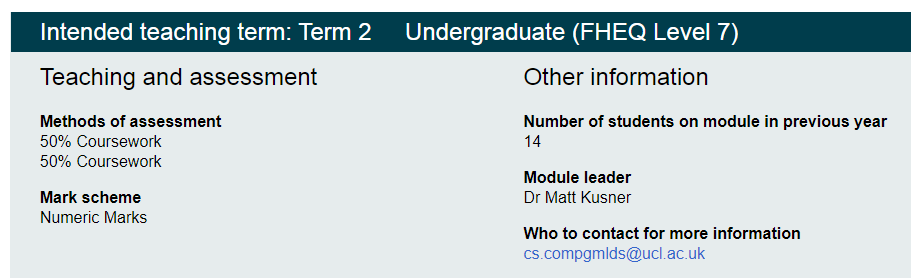 Intended teaching term: Term 2 Undergraduate (FHEQ Level 7)
Teaching and assessment
Methods of assessment
50% Coursework
50% Coursework
Mark scheme
Numeric Marks
Other information
Number of students on module in previous year
14
Module leader
Dr Matt Kusner
Who to contact for more information
cs.compgmlds@ucl.ac.uk